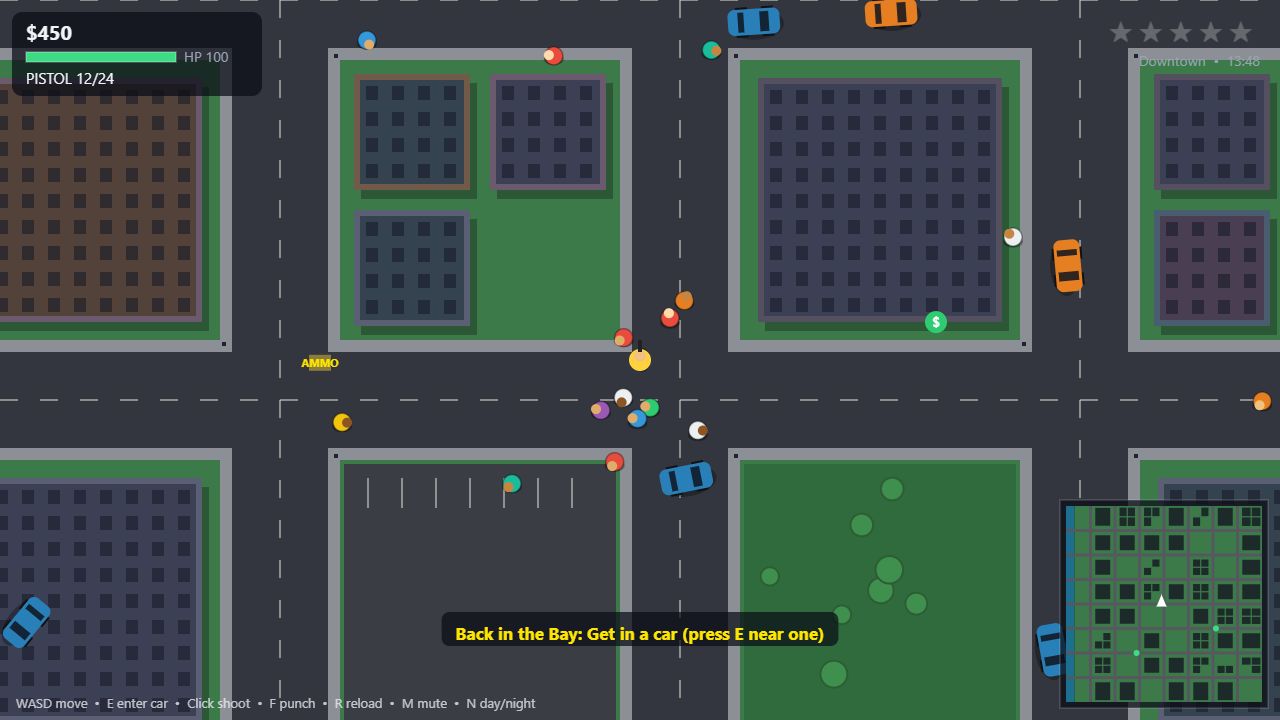 $450
HP 100
PISTOL 12/24
Downtown • 13:46
$
AMMO
Back in the Bay: Get in a car (press E near one)
WASD move • E enter car • Click shoot • F punch • R reload • M mute • N day/night